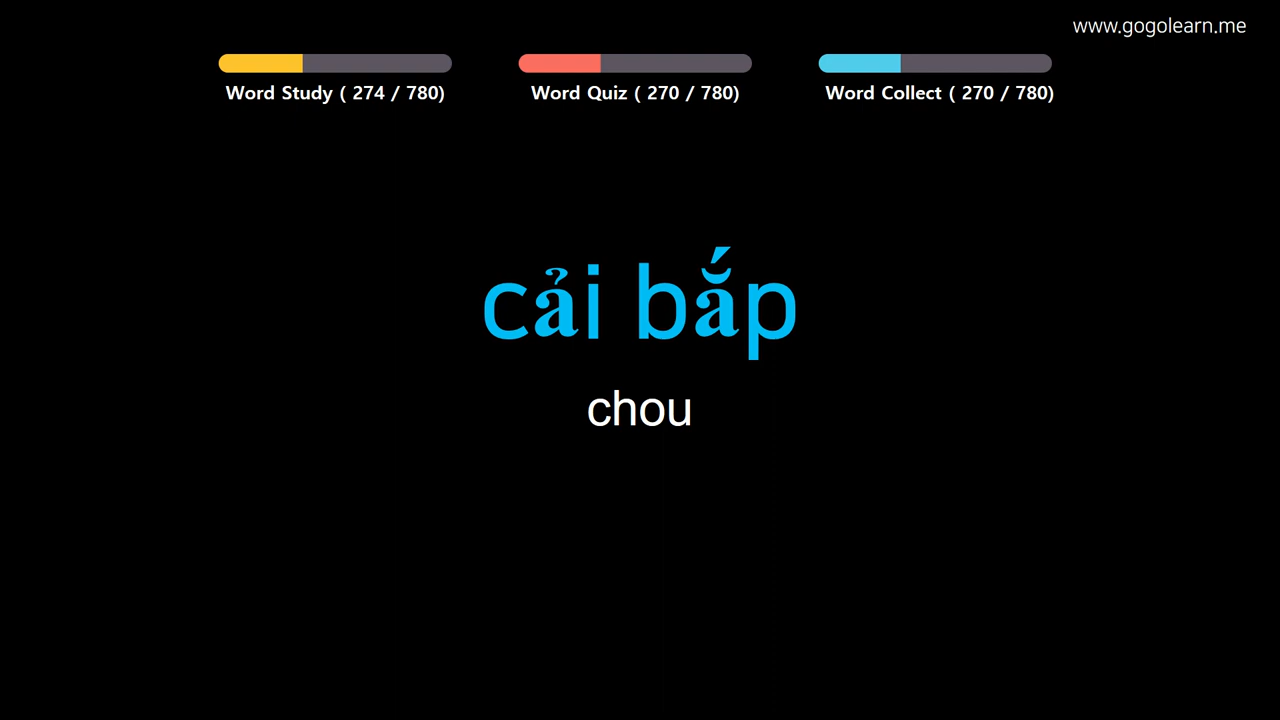 www.gogolearn.me
Word Study ( 274 / 780)
Word Quiz ( 270 / 780)
Word Collect ( 270 / 780)
cải bắp
chou